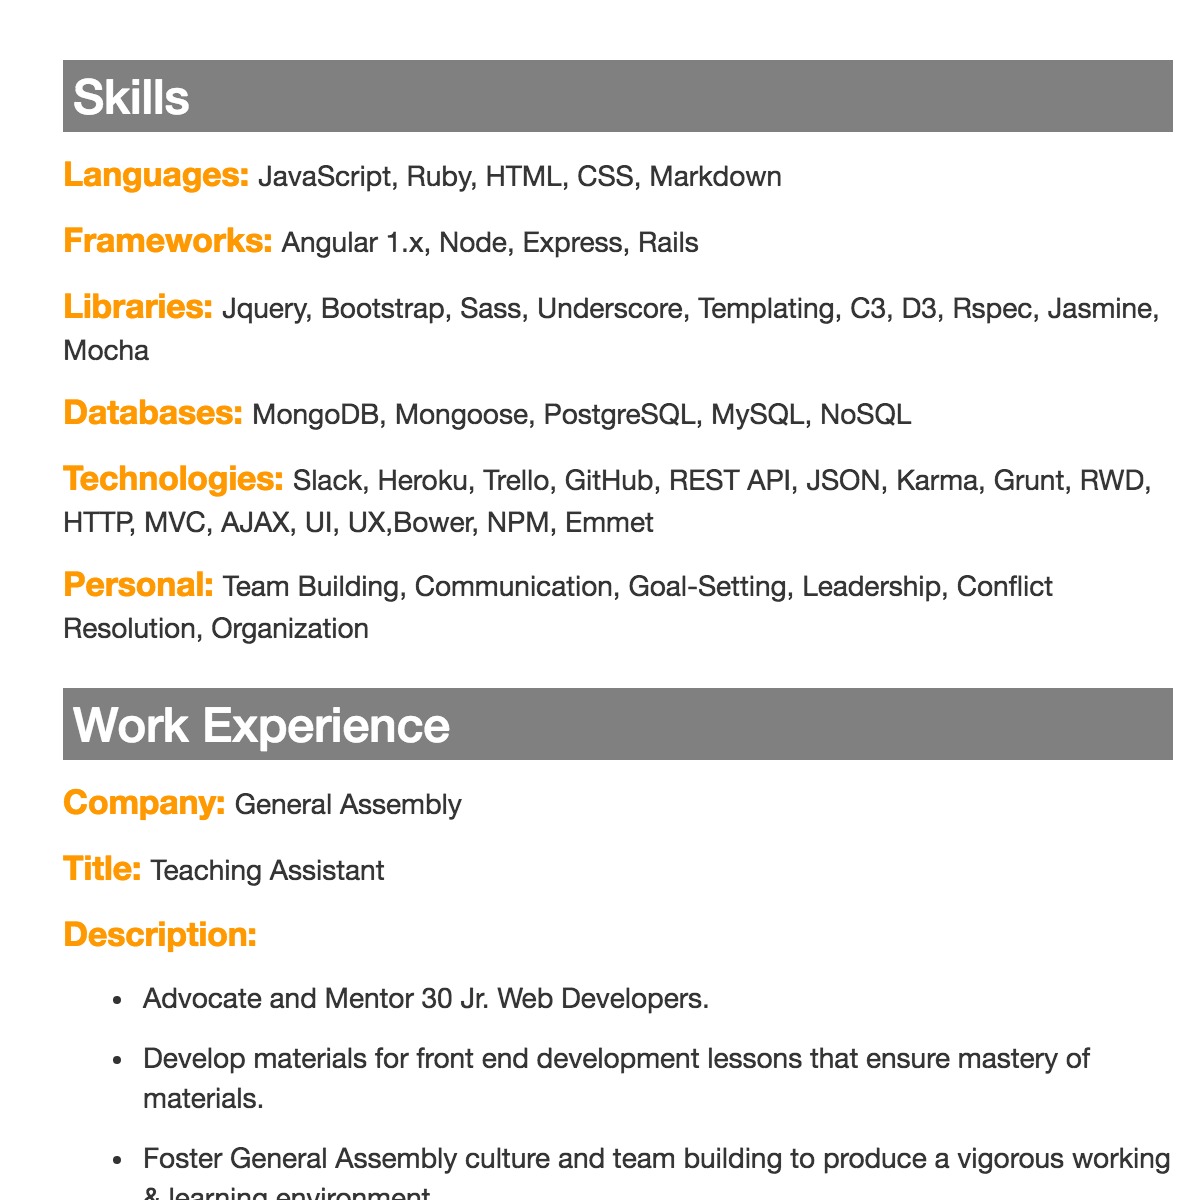 Skills
Languages: JavaScript, Ruby, HTML, CSS, Markdown
Frameworks: Angular 1.x, Node, Express, Rails
Libraries: Jquery, Bootstrap, Sass, Underscore, Templating, C3, D3, Rspec, Jasmine,
Mocha
Databases: MongoDB, Mongoose, PostgreSQL, MySQL, NoSQL
Technologies: Slack, Heroku, Trello, GitHub, REST API, JSON, Karma, Grunt, RWD,
HTTP, MVC, AJAX, UI, UX,Bower, NPM, Emmet
Personal: Team Building, Communication, Goal-Setting, Leadership, Conflict
Resolution, Organization
Work Experience
Company: General Assembly
Title: Teaching Assistant
Description:
• Advocate and Mentor 30 Jr. Web Developers.
• Develop materials for front end development lessons that ensure mastery of
materials.
• Foster General Assembly culture and team building to produce a vigorous working
& learning environment.